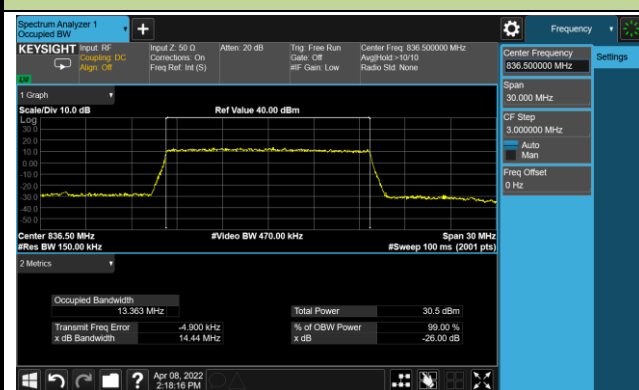 Spectrum Analyzer 1
Occupied BW
Frequency
KEYSIGHT
Input: RF
Coupling: DC
Align: Off
Input Z: 50 Ω
Corrections: On
Freq Ref: Int (S)
Atten: 20 dB
Trig: Free Run
Gate: Off
#IF Gain: Low
Center Freq: 836.500000 MHz
Avg|Hold:>10/10
Radio Std: None
Center Frequency
836.500000 MHz
Settings
Span
30.000 MHz
CF Step
3.000000 MHz
Auto
Man
Freq Offset
0 Hz
1 Graph
Scale/Div 10.0 dB
Ref Value 40.00 dBm
Log
30.0
20.0
10.0
0.00
-10.0
-20.0
-30.0
-40.0
-50.0
Center 836.50 MHz
#Video BW 470.00 kHz
Span 30 MHz
#Res BW 150.00 kHz
#Sweep 100 ms (2001 pts)
2 Metrics
Occupied Bandwidth
13.363 MHz
Total Power 30.5 dBm
Transmit Freq Error -4.900 kHz
% of OBW Power 99.00 %
x dB Bandwidth 14.44 MHz
x dB -26.00 dB
?
Apr 08, 2022
2:18:16 PM